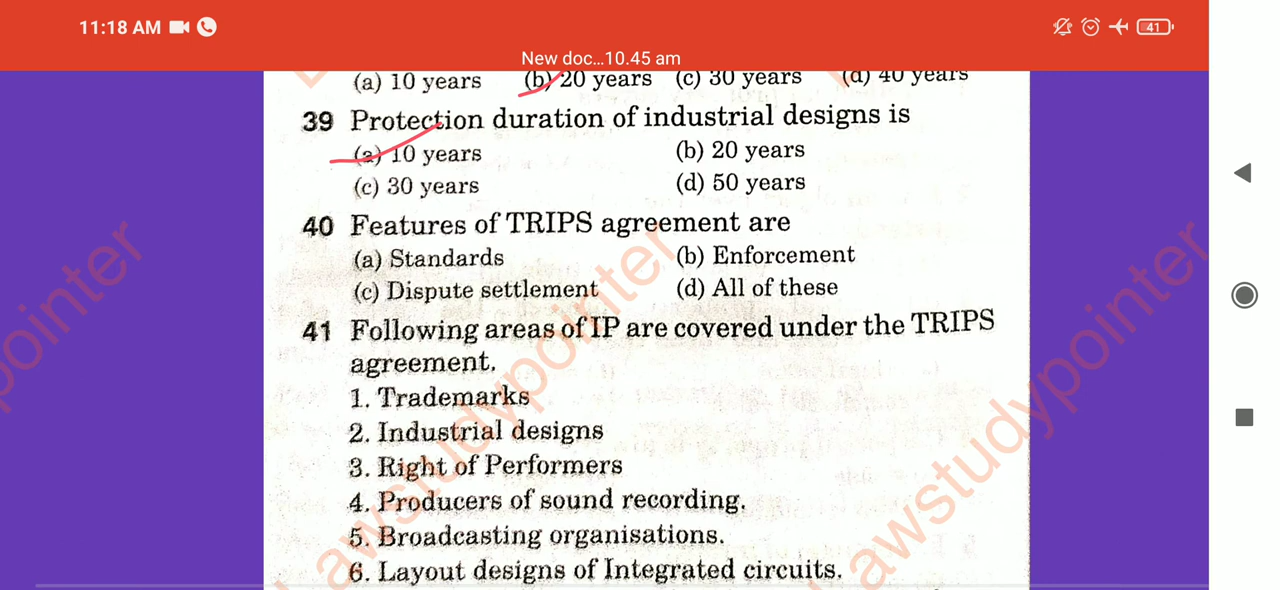 11:18 AM
41
New doc...10.45 am
(a) 10 years (b) 20 years (c) 30 years (d) 40 years
39 Protection duration of industrial designs is
(a) 10 years (b) 20 years
(c) 30 years (d) 50 years
40 Features of TRIPS agreement are
(a) Standards (b) Enforcement
(c) Dispute settlement (d) All of these
41 Following areas of IP are covered under the TRIPS
agreement.
1. Trademarks
2. Industrial designs
3. Right of Performers
4. Producers of sound recording.
5. Broadcasting organisations.
6. Layout designs of Integrated circuits.
pointer
Lawstudypointer
awstudypointer